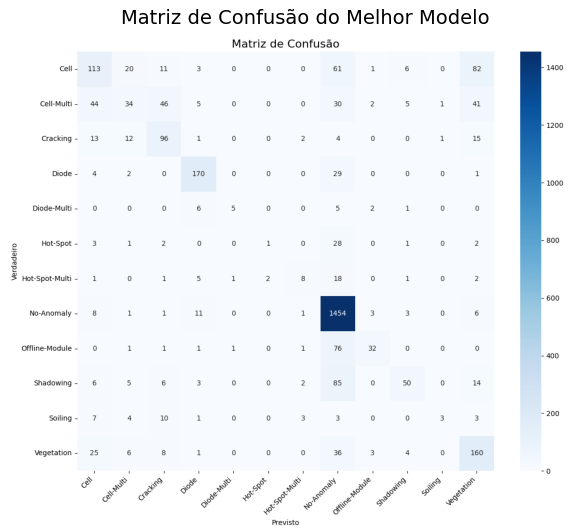 Matriz de Confusão do Melhor Modelo
Matriz de Confusão
Cell 113 20 11 3 0 0 0 61 1 6 0 82
Cell-Multi 44 34 46 5 0 0 0 30 2 5 1 41
Cracking 13 12 96 1 0 0 2 4 0 0 1 15
Diode 4 2 0 170 0 0 0 29 0 0 0 1
Diode-Multi 0 0 0 6 5 0 0 5 2 1 0 0
Hot-Spot 3 1 2 0 0 1 0 28 0 1 0 2
Hot-Spot-Multi 1 0 1 5 1 2 8 18 0 1 0 2
No-Anomaly 8 1 1 11 0 0 1 1454 3 3 0 6
Offline-Module 0 1 1 1 1 0 1 76 32 0 0 0
Shadowing 6 5 6 3 0 0 2 85 0 50 0 14
Soiling 7 4 10 1 0 0 3 3 0 0 3 3
Vegetation 25 6 8 1 0 0 0 36 3 4 0 160
Verdadeiro
Cell Cell-Multi Cracking Diode Diode-Multi Hot-Spot Hot-Spot-Multi No-Anomaly Offline-Module Shadowing Soiling Vegetation
Previsto
1400
1200
1000
800
600
400
200
0